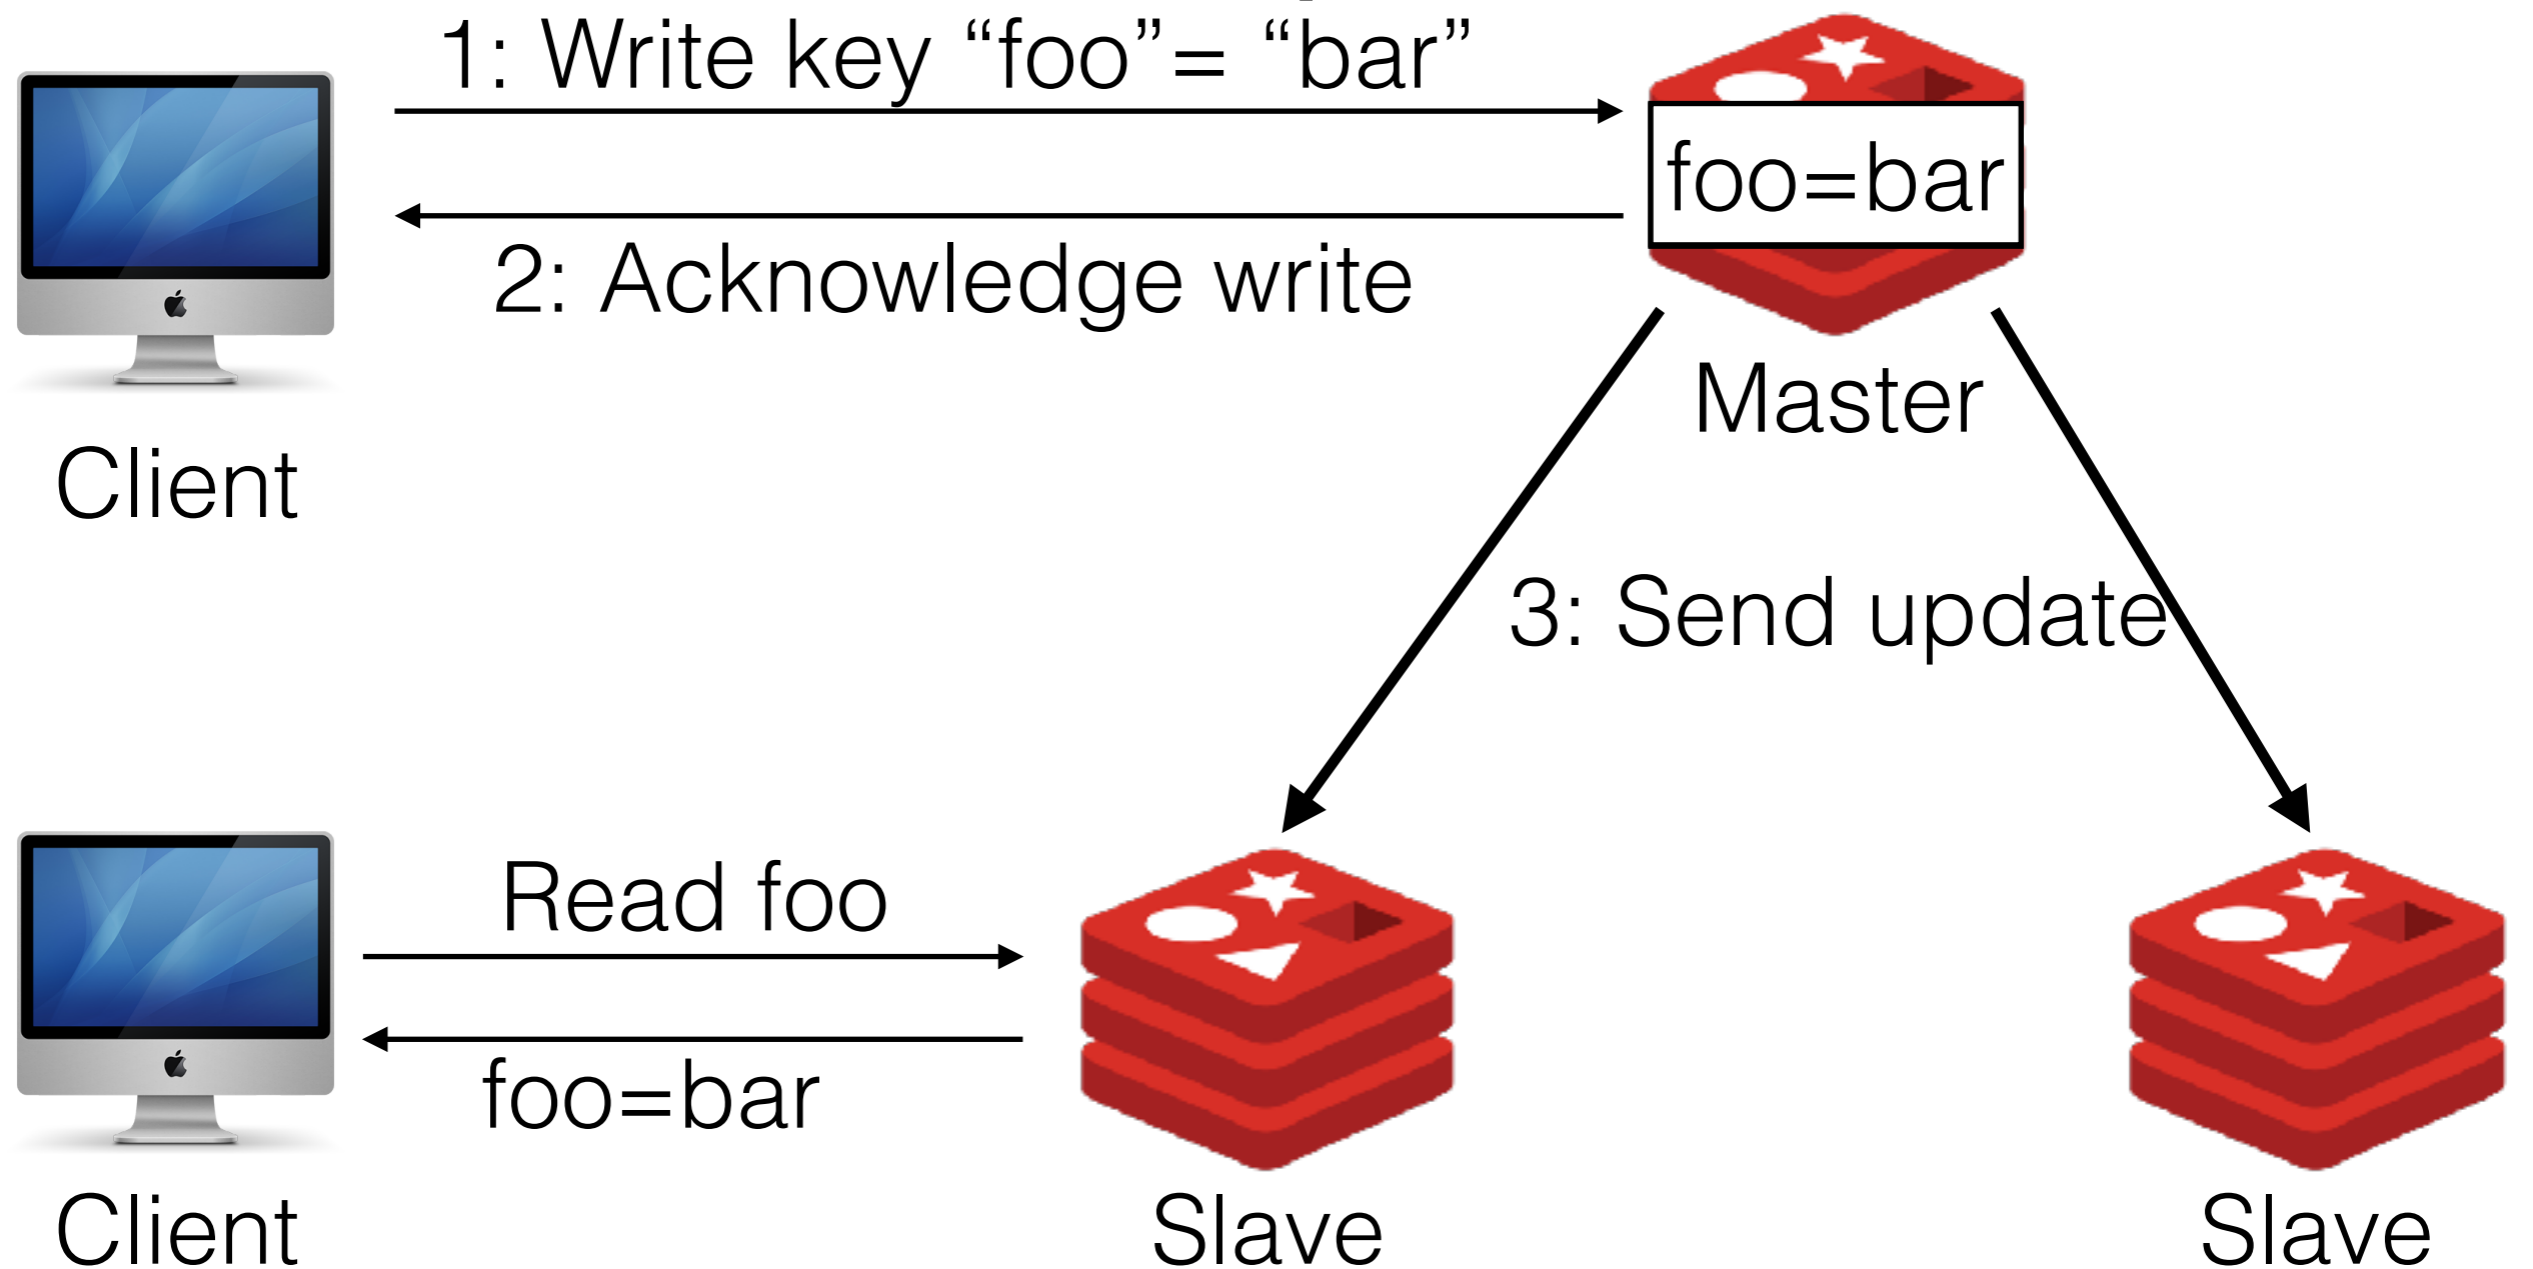 1: Write key “foo”= “bar”
foo=bar
2: Acknowledge write
Master
Client
3: Send update
Read foo
foo=bar
Client
Slave
Slave